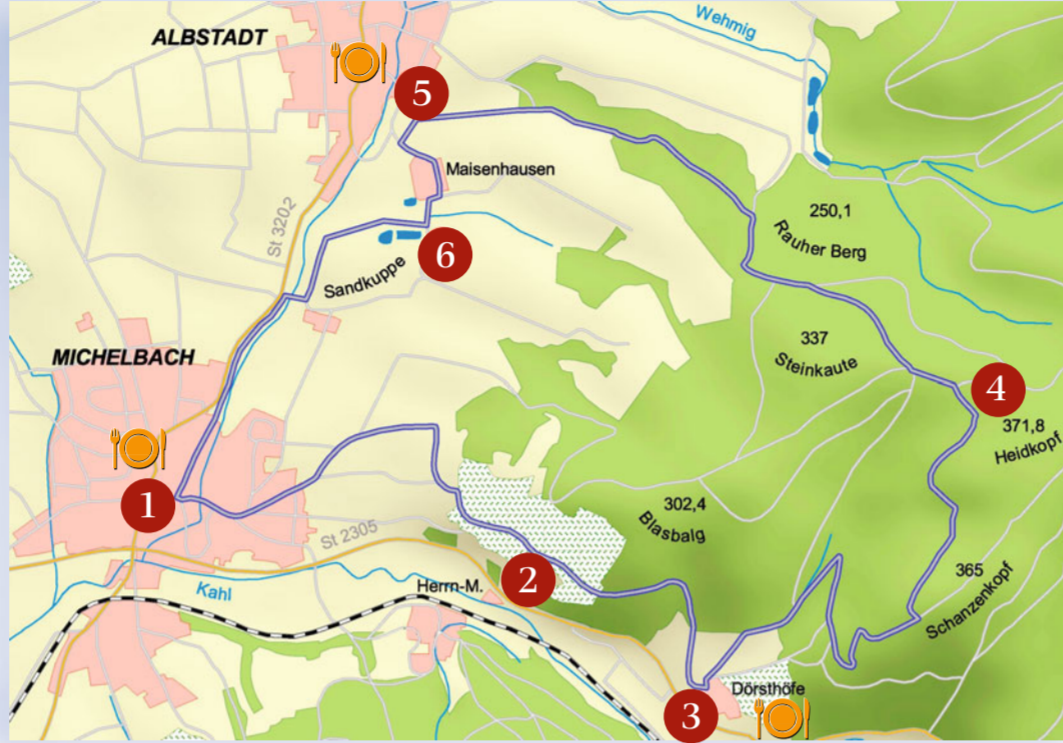 Wehmig
ALBSTADT
5
Maisenhausen
St 3202
250,1
Rauher Berg
6
Sandkuppe
MICHELBACH
337
Steinkaute
4
371,8
Heidkopf
1
302,4
Blasbalg
St 2305
2
Herrn-M.
Kahl
365
Schanzenkopf
Dörsthöfe
3